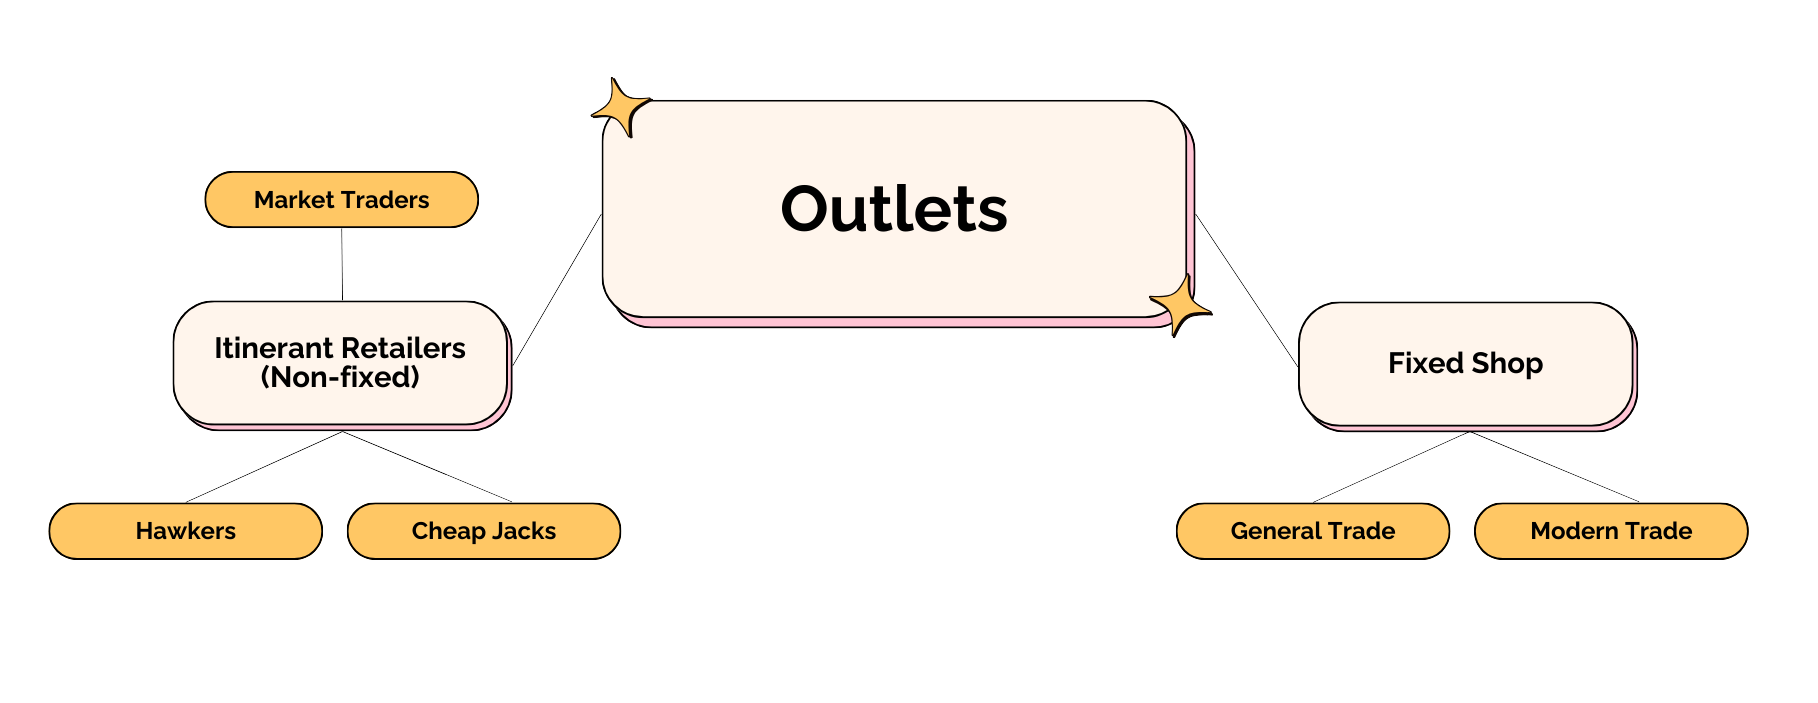 Outlets
Market Traders
Itinerant Retailers
(Non-fixed)
Hawkers
Cheap Jacks
Fixed Shop
General Trade
Modern Trade